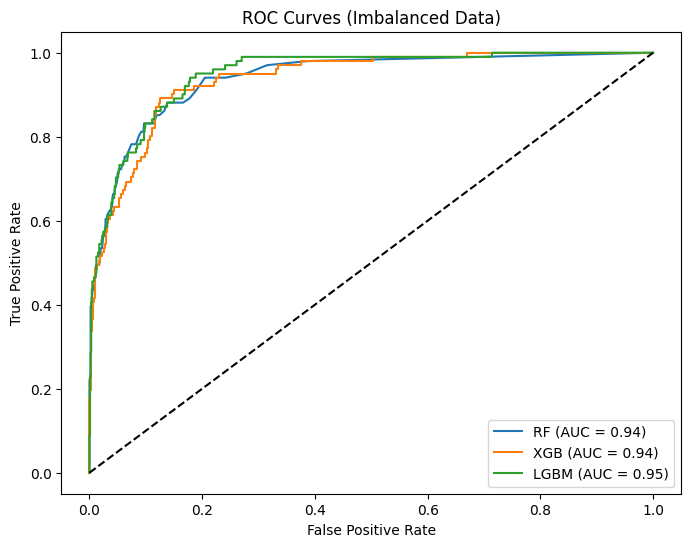 ROC Curves (Imbalanced Data)
True Positive Rate
1.0
0.8
0.6
0.4
0.2
0.0
0.0 0.2 0.4 0.6 0.8 1.0
False Positive Rate
RF (AUC = 0.94)
XGB (AUC = 0.94)
LGBM (AUC = 0.95)